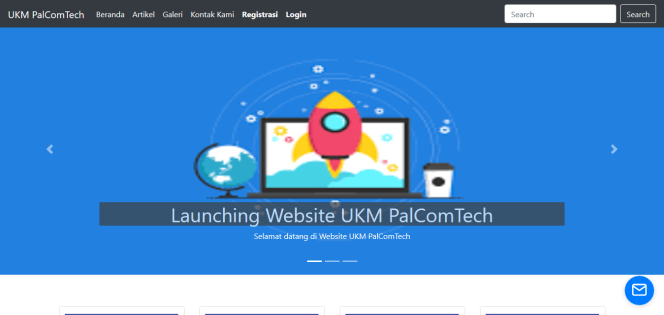 UKM PalComTech Beranda Artikel Galeri Kontak Kami Registrasi Login Search Search
Launching Website UKM PalComTech
Selamat datang di Website UKM PalComTech